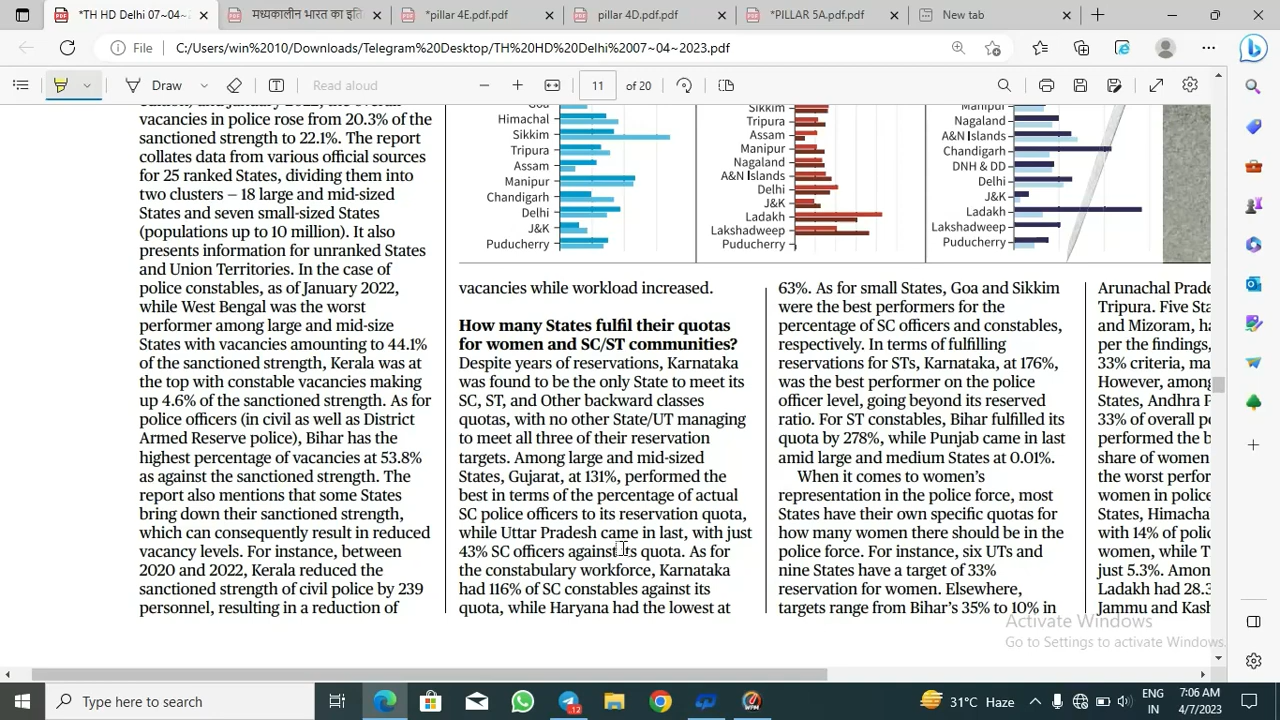 *TH HD Delhi 07~04~
मध्यकालीन भारत का इति
*pillar 4E.pdf.pdf
pillar 4D.pdf.pdf
*PILLAR 5A.pdf.pdf
New tab
File
C:/Users/win%2010/Downloads/Telegram%20Desktop/TH%20HD%20Delhi%2007~04~2023.pdf
Draw
Read aloud
11
of 20
vacancies in police rose from 20.3% of the
sanctioned strength to 22.1%. The report
collates data from various official sources
for 25 ranked States, dividing them into
two clusters – 18 large and mid-sized
States and seven small-sized States
(populations up to 10 million). It also
presents information for unranked States
and Union Territories. In the case of
police constables, as of January 2022,
while West Bengal was the worst
performer among large and mid-size
States with vacancies amounting to 44.1%
of the sanctioned strength, Kerala was at
the top with constable vacancies making
up 4.6% of the sanctioned strength. As for
police officers (in civil as well as District
Armed Reserve police), Bihar has the
highest percentage of vacancies at 53.8%
as against the sanctioned strength. The
report also mentions that some States
bring down their sanctioned strength,
which can consequently result in reduced
vacancy levels. For instance, between
2020 and 2022, Kerala reduced the
sanctioned strength of civil police by 239
personnel, resulting in a reduction of
Goa
Himachal
Sikkim
Tripura
Assam
Manipur
Chandigarh
Delhi
J&K
Puducherry
Sikkim
Tripura
Assam
Manipur
Nagaland
A&N Islands
Delhi
J&K
Ladakh
Lakshadweep
Puducherry
Manipur
Nagaland
A&N Islands
Chandigarh
DNH & DD
Delhi
J&K
Ladakh
Lakshadweep
Puducherry
vacancies while workload increased.
How many States fulfil their quotas
for women and SC/ST communities?
Despite years of reservations, Karnataka
was found to be the only State to meet its
SC, ST, and Other backward classes
quotas, with no other State/UT managing
to meet all three of their reservation
targets. Among large and mid-sized
States, Gujarat, at 131%, performed the
best in terms of the percentage of actual
SC police officers to its reservation quota,
while Uttar Pradesh came in last, with just
43% SC officers against its quota. As for
the constabulary workforce, Karnataka
had 116% of SC constables against its
quota, while Haryana had the lowest at
63%. As for small States, Goa and Sikkim
were the best performers for the
percentage of SC officers and constables,
respectively. In terms of fulfilling
reservations for STs, Karnataka, at 176%,
was the best performer on the police
officer level, going beyond its reserved
ratio. For ST constables, Bihar fulfilled its
quota by 278%, while Punjab came in last
amid large and medium States at 0.01%.
When it comes to women's
representation in the police force, most
States have their own specific quotas for
how many women there should be in the
police force. For instance, six UTs and
nine States have a target of 33%
reservation for women. Elsewhere,
targets range from Bihar's 35% to 10% in
Arunachal Prade
Tripura. Five Sta
and Mizoram, ha
per the findings,
33% criteria, ma
However, among
States, Andhra P
33% of overall po
performed the b
share of women
the worst perfor
women in police
States, Himacha
with 14% of polic
women, while T
just 5.3%. Amon
Ladakh had 28.3
Jammu and Kash
Activate Windows
Go to Settings to activate Windows.
Type here to search
12
31°C Haze
ENG
IN
7:06 AM
4/7/2023